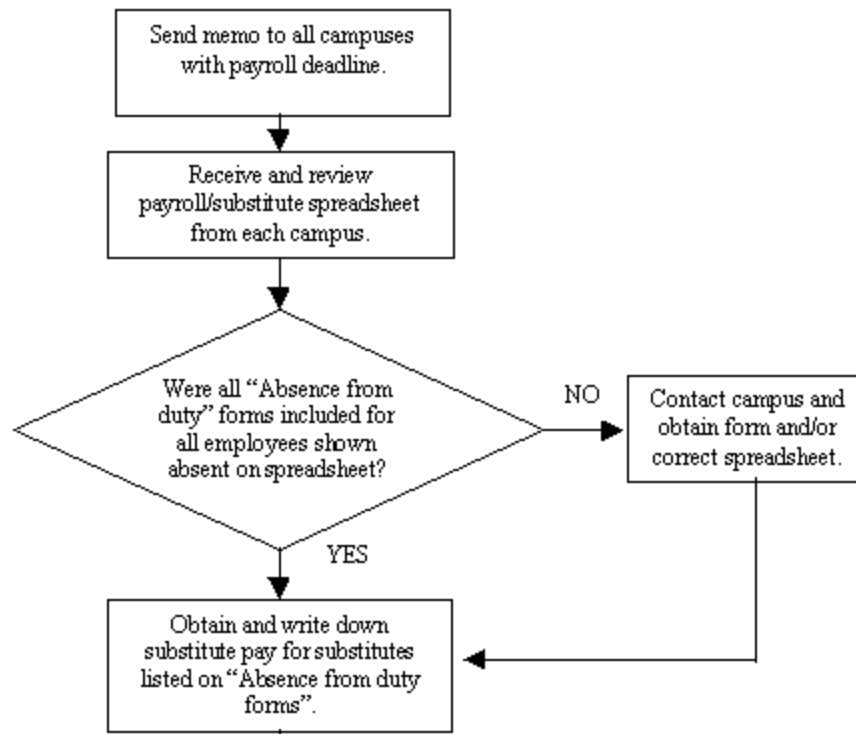 Send memo to all campuses
with payroll deadline.
Receive and review
payroll/substitute spreadsheet
from each campus.
Were all “Absence from
duty” forms included for
all employees shown
absent on spreadsheet?
NO
Contact campus and
obtain form and/or
correct spreadsheet.
YES
Obtain and write down
substitute pay for substitutes
listed on “Absence from duty
forms”.